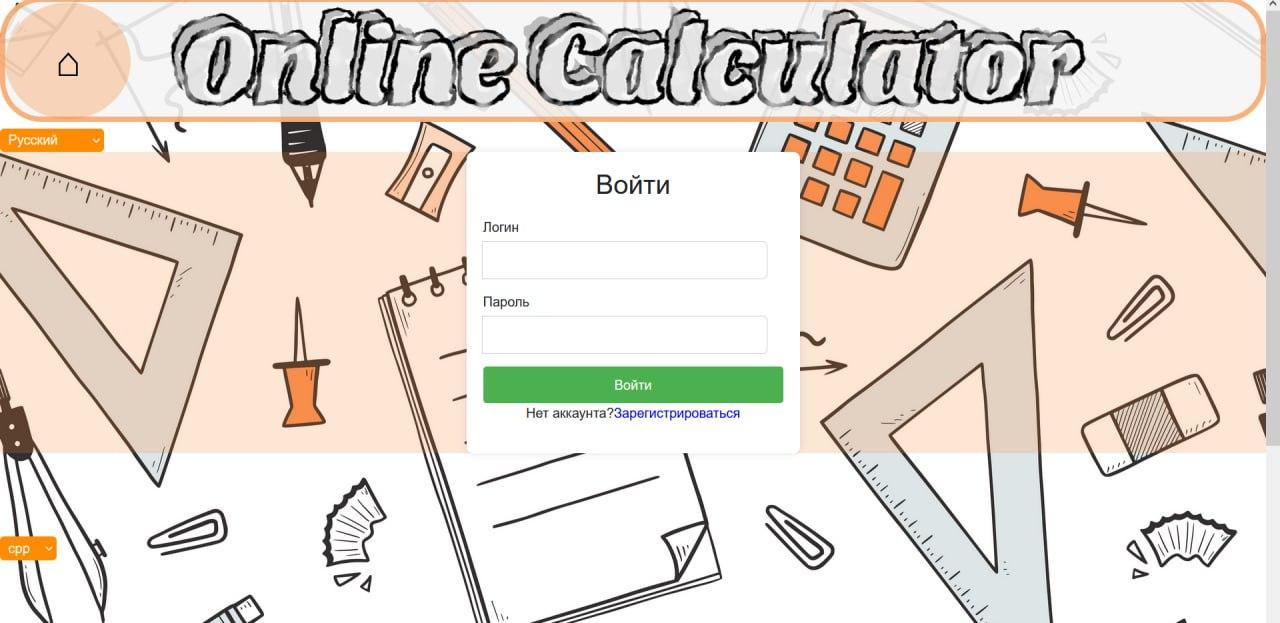 Online Calculator
Русский
Войти
Логин
Пароль
Войти
Нет аккаунта?Зарегистрироваться
cpp